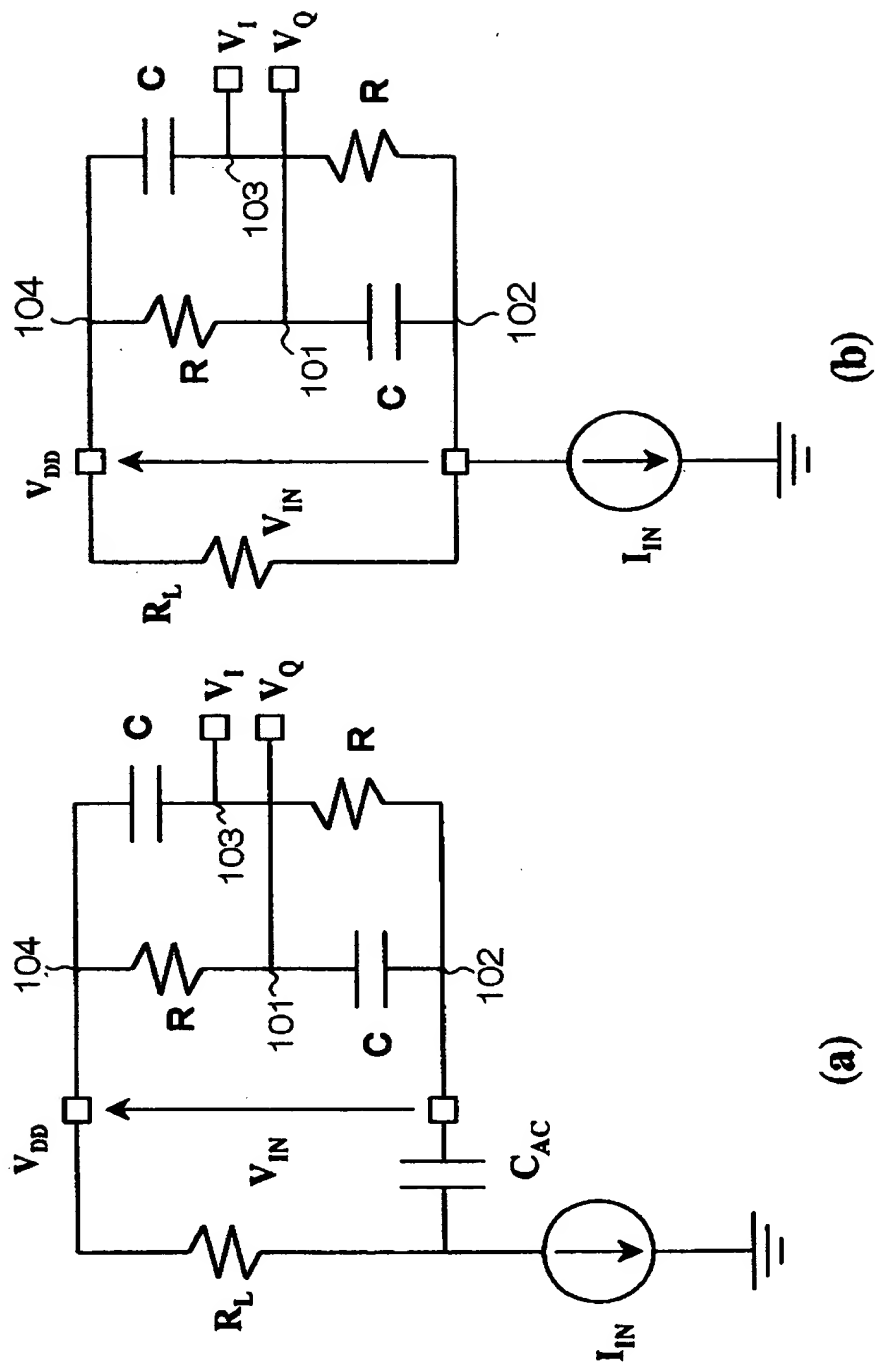 V_DD
104
C
R
V_I
V_Q
103
101
R
C
102
R_L
V_IN
C_AC
I_IN
(a)
V_DD
104
C
R
V_I
V_Q
103
101
R
C
102
R_L
V_IN
I_IN
(b)